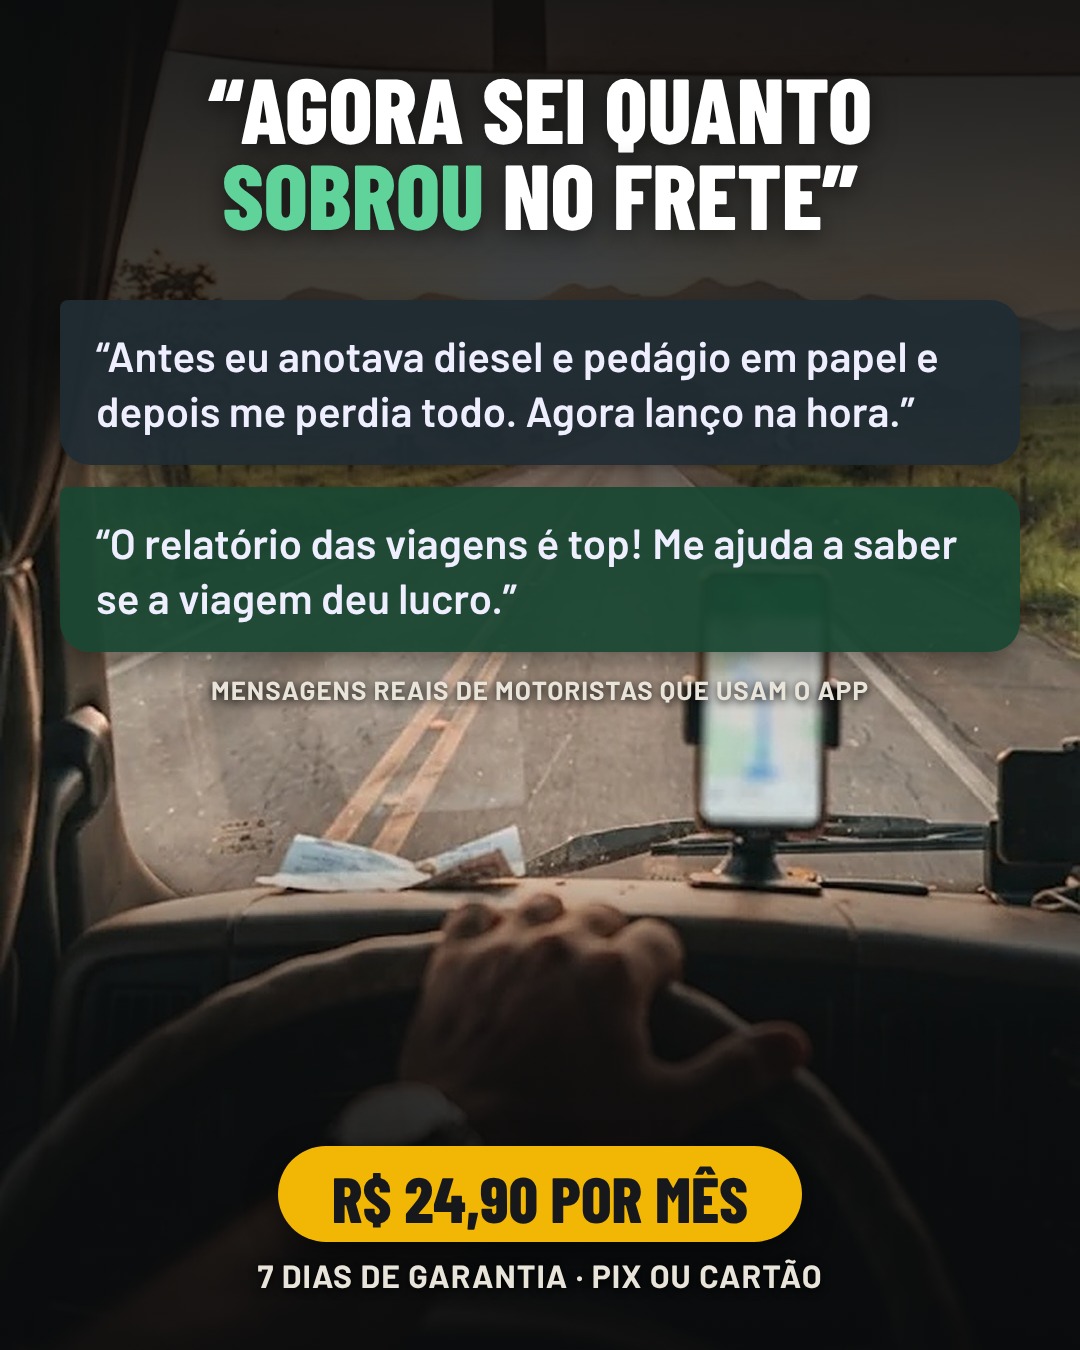 “AGORA SEI QUANTO
SOBROU NO FRETE”
“Antes eu anotava diesel e pedágio em papel e
depois me perdia todo. Agora lanço na hora.”
“O relatório das viagens é top! Me ajuda a saber
se a viagem deu lucro.”
MENSAGENS REAIS DE MOTORISTAS QUE USAM O APP
R$ 24,90 POR MÊS
7 DIAS DE GARANTIA · PIX OU CARTÃO